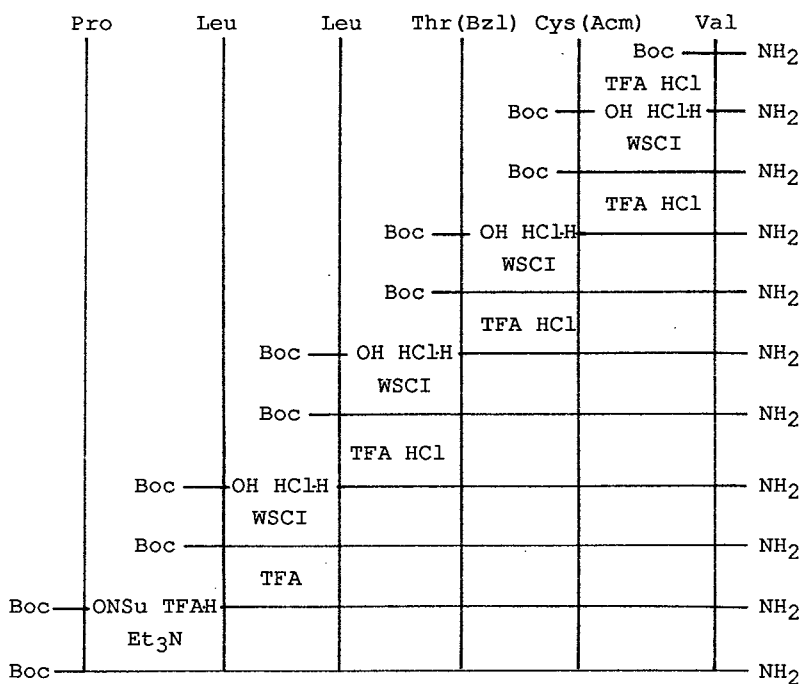 Pro Leu Leu Thr(Bzl) Cys(Acm) Val
Boc NH2
TFA HCl
Boc OH HCl·H NH2
WSCI
Boc NH2
TFA HCl
Boc OH HCl·H NH2
WSCI
Boc NH2
TFA HCl
Boc OH HCl·H NH2
WSCI
Boc NH2
TFA HCl
Boc OH HCl·H NH2
WSCI
Boc NH2
TFA
Boc ONSu TFA·H NH2
Et3N
Boc NH2